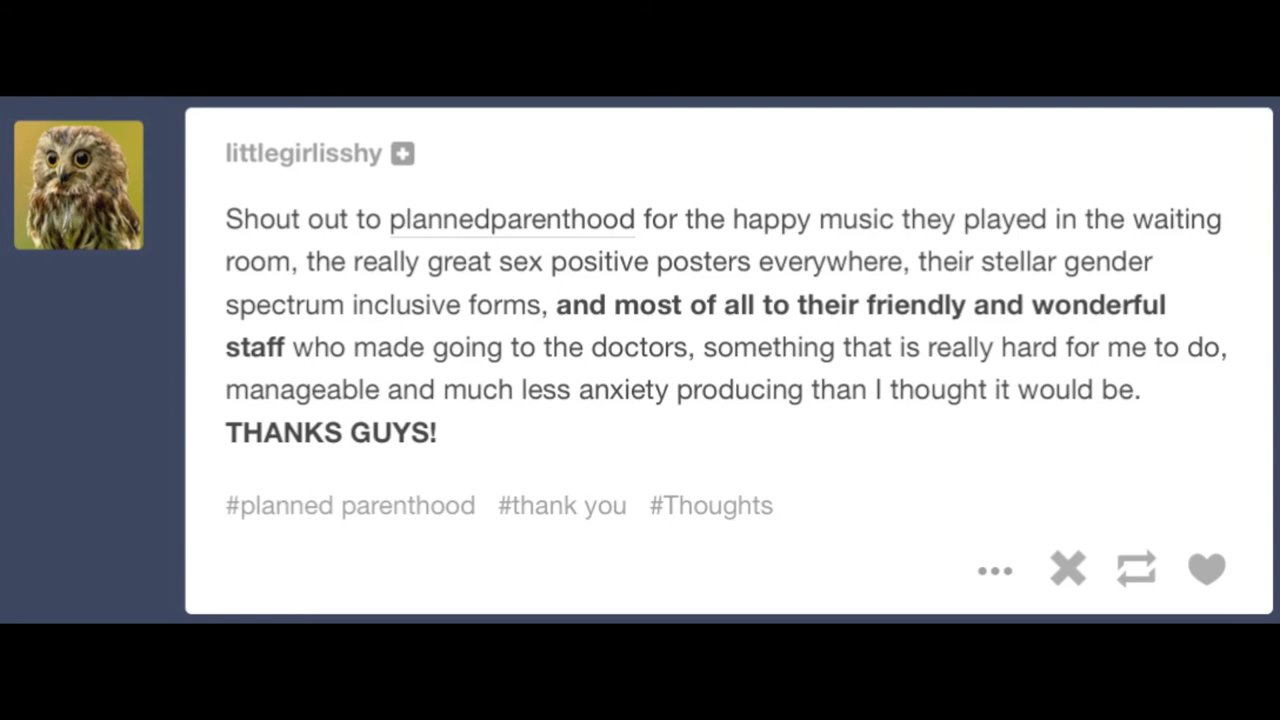 littlegirlisshy
Shout out to plannedparenthood for the happy music they played in the waiting
room, the really great sex positive posters everywhere, their stellar gender
spectrum inclusive forms, and most of all to their friendly and wonderful
staff who made going to the doctors, something that is really hard for me to do,
manageable and much less anxiety producing than I thought it would be.
THANKS GUYS!
#planned parenthood #thank you #Thoughts